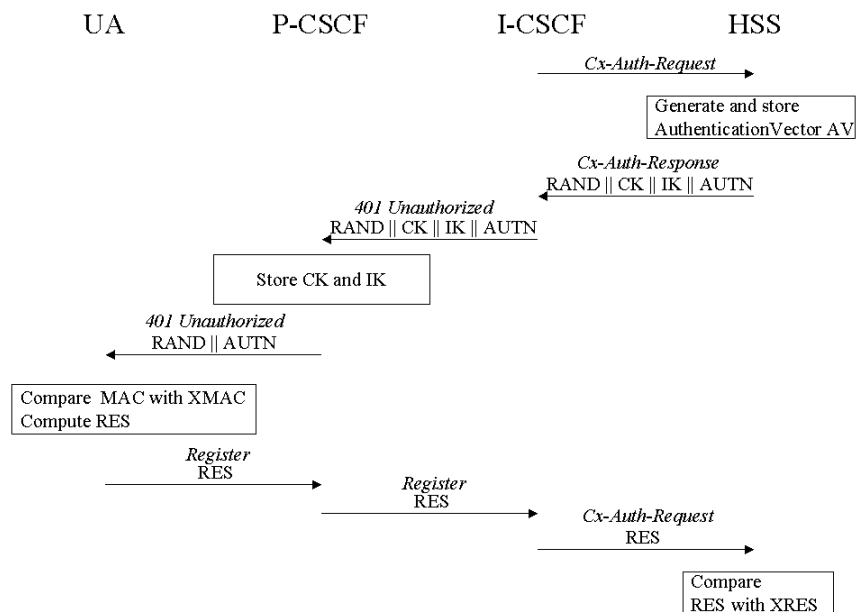 UA P-CSCF I-CSCF HSS
Cx-Auth-Request
Generate and store
AuthenticationVector AV
Cx-Auth-Response
RAND || CK || IK || AUTN
401 Unauthorized
RAND || CK || IK || AUTN
Store CK and IK
401 Unauthorized
RAND || AUTN
Compare MAC with XMAC
Compute RES
Register
RES
Register
RES
Cx-Auth-Request
RES
Compare
RES with XRES